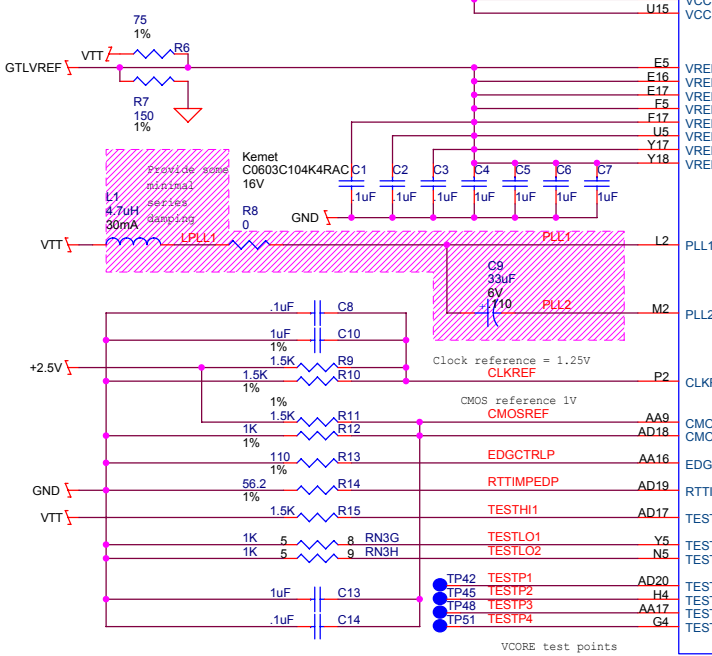 U15 VCC
75
1%
VTT R6
GTLVREF
R7
150
1%
E5 VREF
E16 VREF
E17 VREF
F5 VREF
F17 VREF
U5 VREF
Y17 VREF
Y18 VREF
Kemet
C0603C104K4RAC
16V
C1 C2 C3 C4 C5 C6 C7
.1uF .1uF .1uF .1uF .1uF .1uF .1uF
GND
Provide some
minimal
series
damping
L1
4.7uH
30mA
R8
0
VTT LPLL1 PLL1 L2 PLL1
C9
33uF
6V
T710
+
PLL2 M2 PLL2
.1uF C8
1uF C10
1%
Clock reference = 1.25V
+2.5V 1.5K R9
1.5K R10 CLKREF P2 CLKR
1%
CMOS reference 1V
1%
1.5K R11 CMOSREF AA9 CMO
1K R12 AD18 CMO
1%
110 R13 EDGCTRLP AA16 EDG
1%
GND 56.2 R14 RTTIMPEDP AD19 RTTI
1%
VTT 1.5K R15 TESTHI1 AD17 TEST
1K 5 8 RN3G TESTLO1 Y5 TEST
1K 5 9 RN3H TESTLO2 N5 TEST
TP42 TESTP1 AD20 TEST
1uF C13 TP45 TESTP2 H4 TEST
TP48 TESTP3 AA17 TEST
.1uF C14 TP51 TESTP4 G4 TEST
VCORE test points